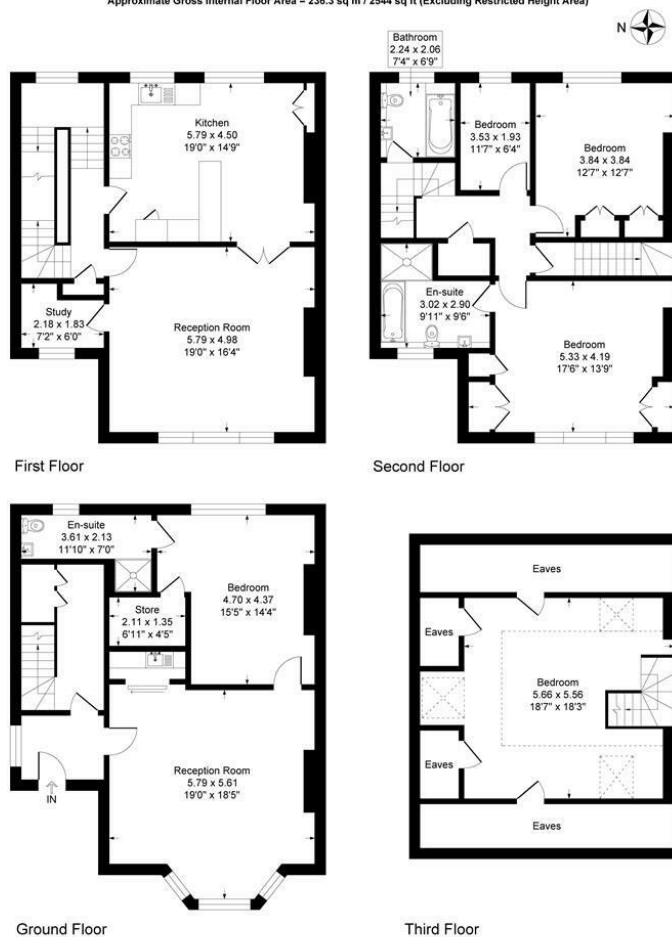 Approximate Gross Internal Floor Area = 236.3 sq m / 2544 sq ft (Excluding Restricted Height Area)
N
Kitchen
5.79 x 4.50
19'0" x 14'9"
Study
2.18 x 1.83
7'2" x 6'0"
Reception Room
5.79 x 4.98
19'0" x 16'4"
First Floor
Bathroom
2.24 x 2.06
7'4" x 6'9"
Bedroom
3.53 x 1.93
11'7" x 6'4"
Bedroom
3.84 x 3.84
12'7" x 12'7"
En-suite
3.02 x 2.90
9'11" x 9'6"
Bedroom
5.33 x 4.19
17'6" x 13'9"
Second Floor
En-suite
3.61 x 2.13
11'10" x 7'0"
Bedroom
4.70 x 4.37
15'5" x 14'4"
Store
2.11 x 1.35
6'11" x 4'5"
Reception Room
5.79 x 5.61
19'0" x 18'5"
IN
Ground Floor
Eaves
Eaves
Bedroom
5.66 x 5.56
18'7" x 18'3"
Eaves
Eaves
Third Floor